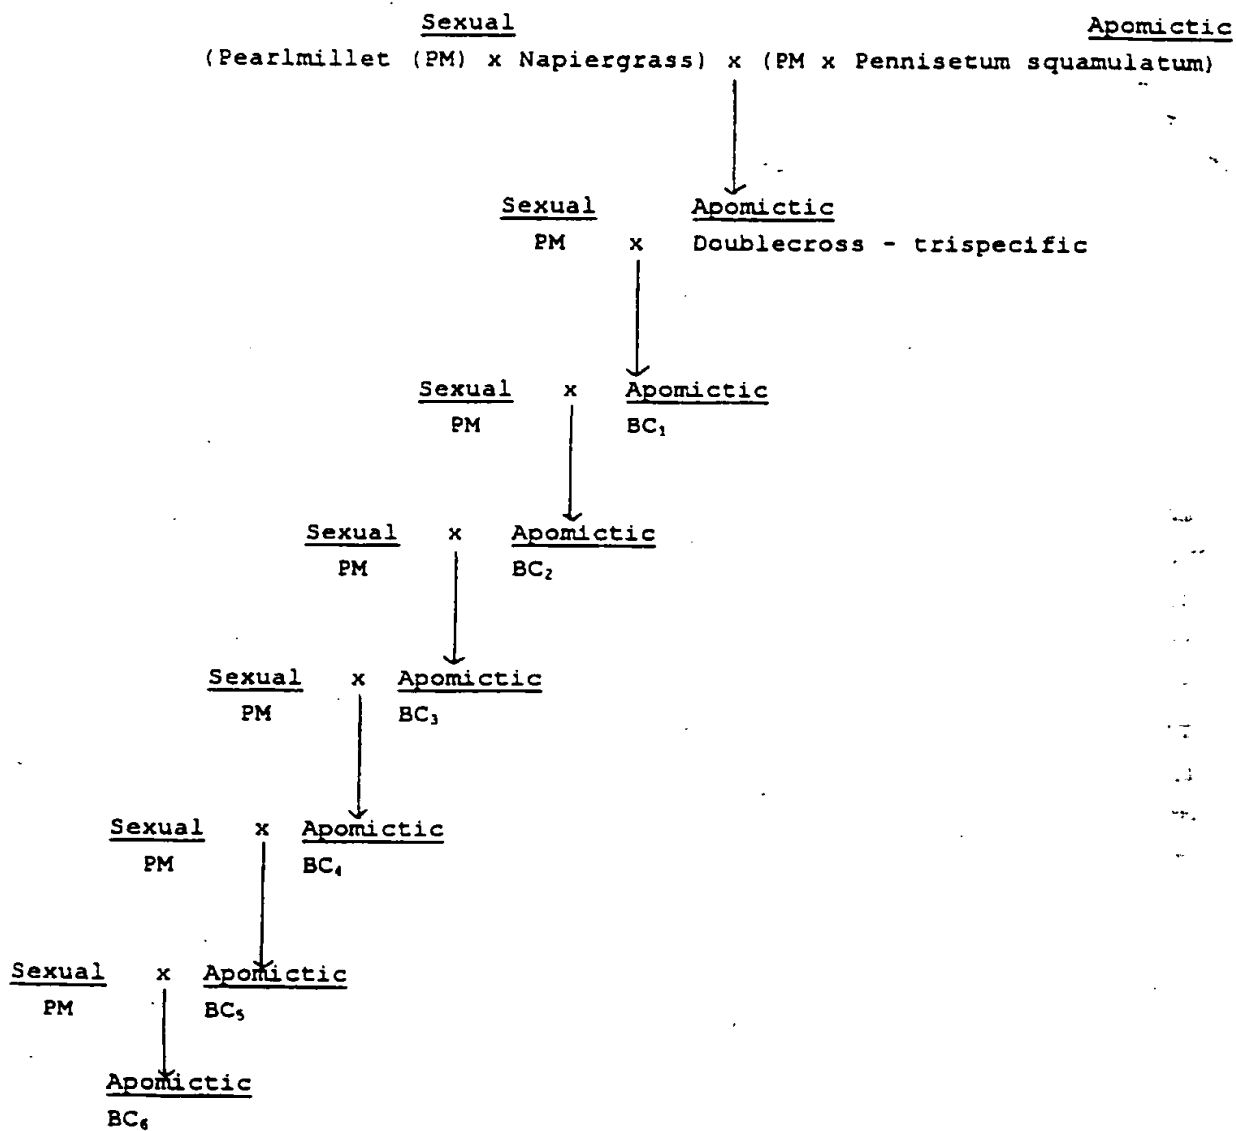 Sexual Apomictic
(Pearlmillet (PM) x Napiergrass) x (PM x Pennisetum squamulatum)
Sexual Apomictic
PM x Doublecross - trispecific
Sexual x Apomictic
PM BC₁
Sexual x Apomictic
PM BC₂
Sexual x Apomictic
PM BC₃
Sexual x Apomictic
PM BC₄
Sexual x Apomictic
PM BC₅
Apomictic
BC₆